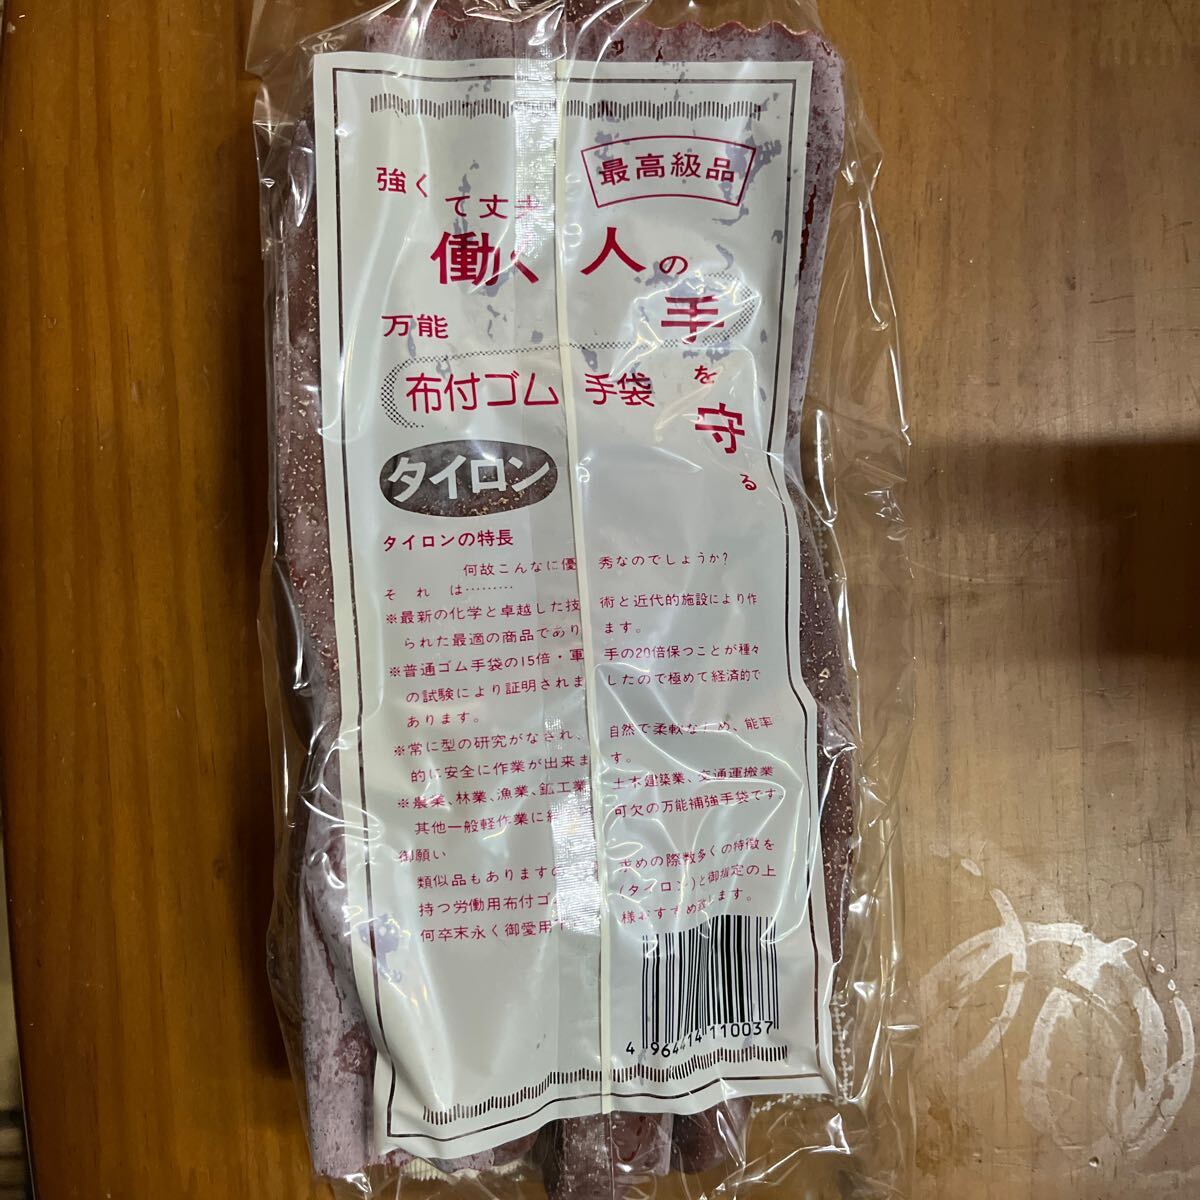 最高級品
強くて丈夫
働く人の手を守る
万能
布付ゴム手袋
タイロン
タイロンの特長
何故こんなに優秀なのでしょうか?
それは………
※最新の化学と卓越した技術と近代的施設により作
られた最適の商品であります。
※普通ゴム手袋の15倍・軍手の20倍保つことが種々
の試験により証明されましたので極めて経済的で
あります。
※常に型の研究がなされ、自然で柔軟なため、能率
的に安全に作業が出来ます。
※農業、林業、漁業、鉱工業 土木建築業、交通運搬業
其他一般軽作業に 可欠の万能補強手袋です。
御願い
類似品もありますの 求めの際数多くの特徴を
持つ労働用布付ゴム (タイロン)と御指定の上
何卒末永く御愛用 様おすすめ致します。
4 964414 110037